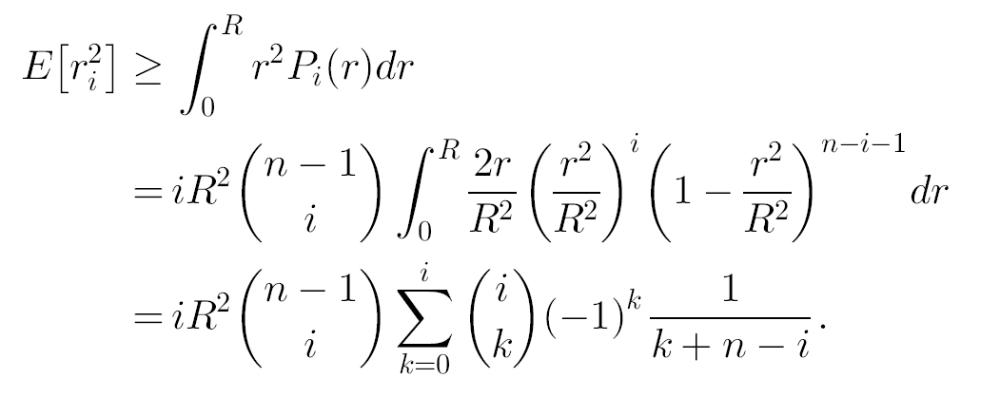 $E\left[r_i^2\right] \geq \int_0^R r^2 P_i(r) dr$
$= iR^2 \binom{n-1}{i} \int_0^R \frac{2r}{R^2} \left(\frac{r^2}{R^2}\right)^i \left(1 - \frac{r^2}{R^2}\right)^{n-i-1} dr$
$= iR^2 \binom{n-1}{i} \sum_{k=0}^{i} \binom{i}{k} (-1)^k \frac{1}{k+n-i}.$